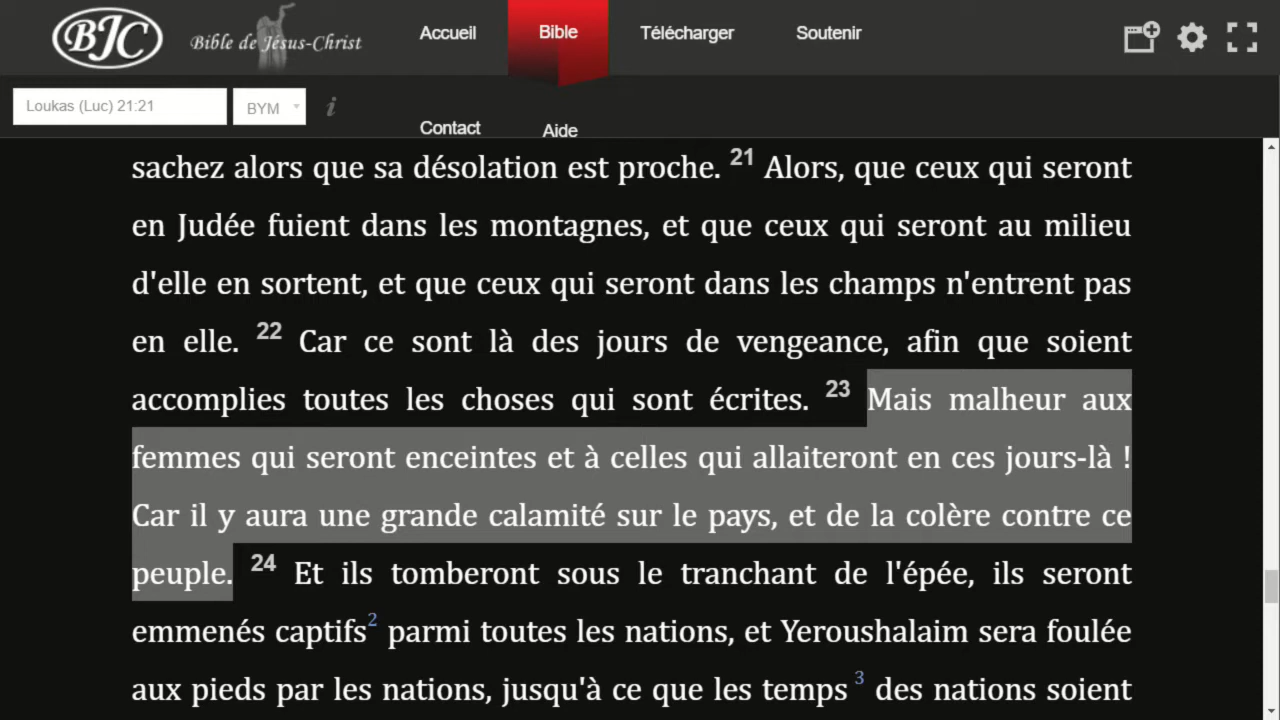 BJC Bible de Jésus-Christ
Accueil Bible Télécharger Soutenir
Loukas (Luc) 21:21 BYM i
Contact Aide
sachez alors que sa désolation est proche. 21 Alors, que ceux qui seront
en Judée fuient dans les montagnes, et que ceux qui seront au milieu
d'elle en sortent, et que ceux qui seront dans les champs n'entrent pas
en elle. 22 Car ce sont là des jours de vengeance, afin que soient
accomplies toutes les choses qui sont écrites. 23 Mais malheur aux
femmes qui seront enceintes et à celles qui allaiteront en ces jours-là !
Car il y aura une grande calamité sur le pays, et de la colère contre ce
peuple. 24 Et ils tomberont sous le tranchant de l'épée, ils seront
emmenés captifs2 parmi toutes les nations, et Yeroushalaim sera foulée
aux pieds par les nations, jusqu'à ce que les temps 3 des nations soient